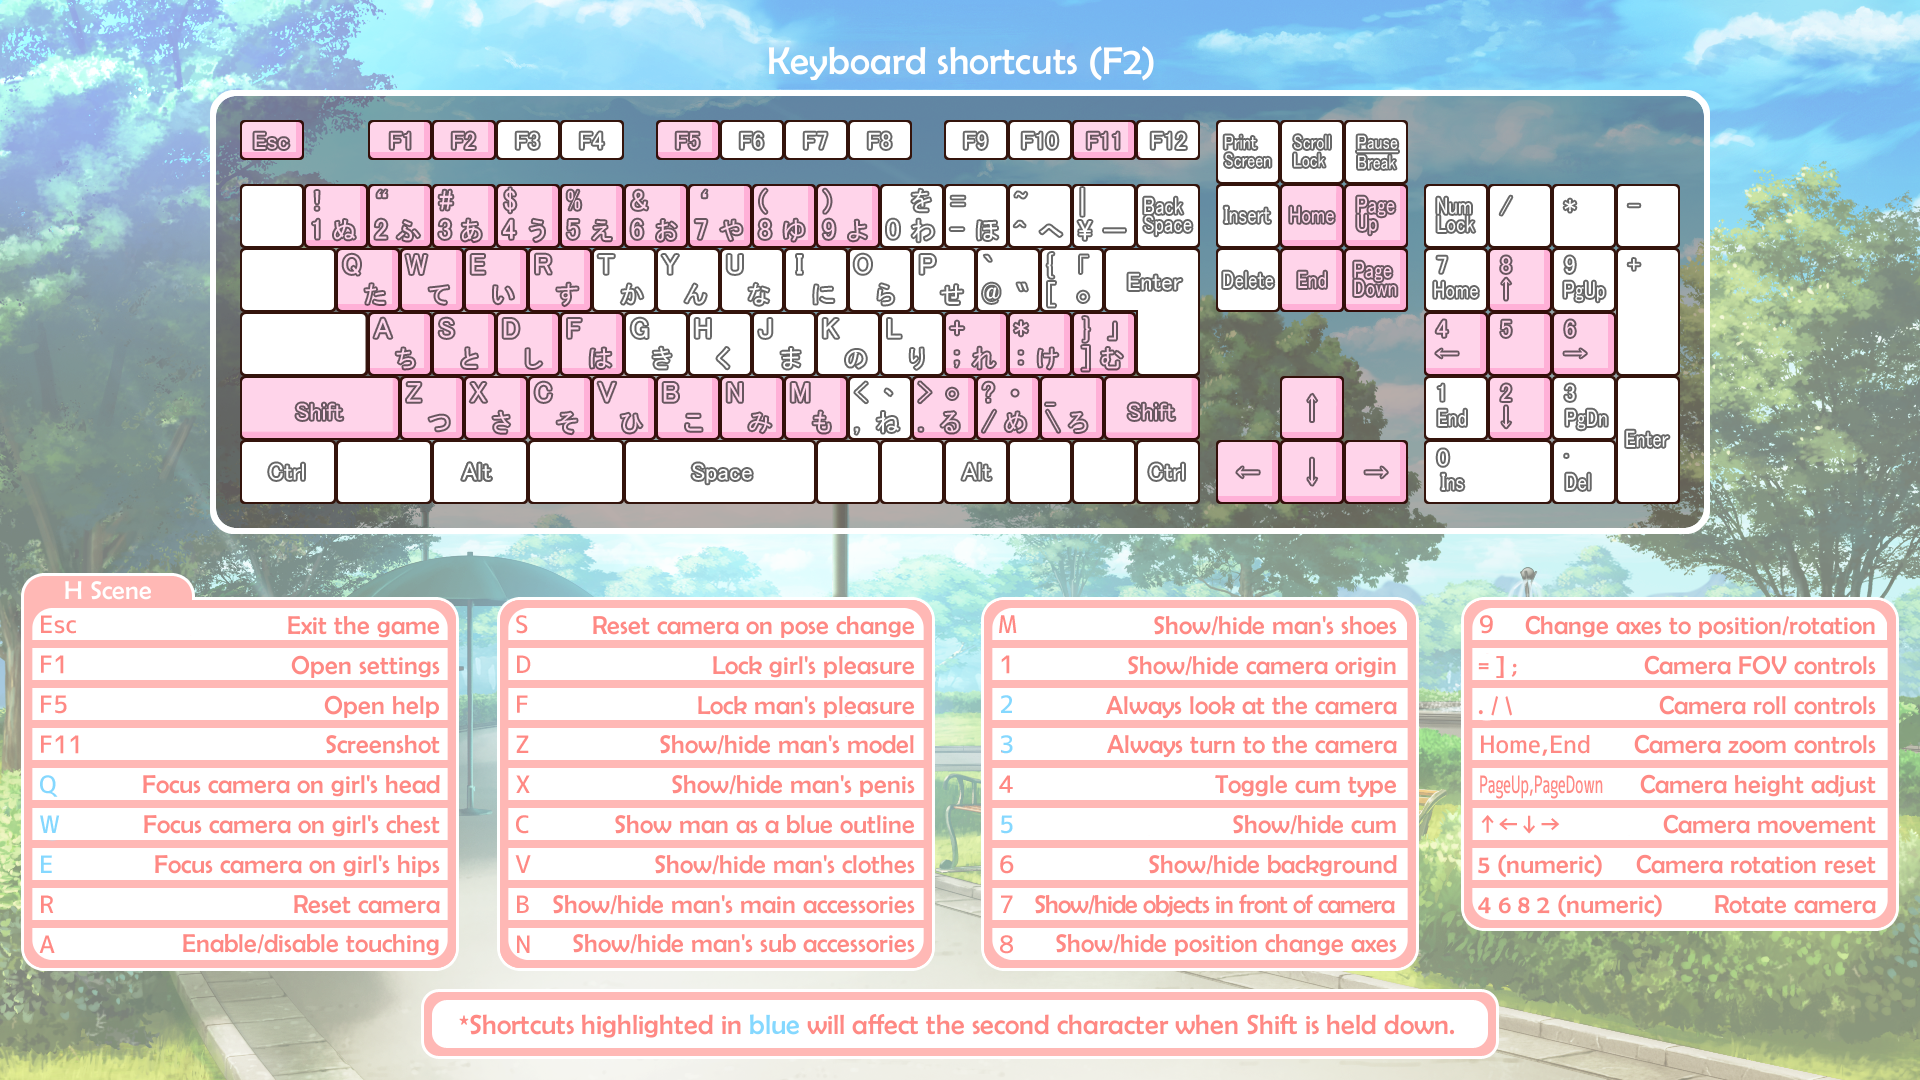 Keyboard shortcuts (F2)
Esc F1 F2 F3 F4 F5 F6 F7 F8 F9 F10 F11 F12 Print Screen Scroll Lock Pause Break
! 1 ぬ “ 2 ふ # 3 あ $ 4 う % 5 え & 6 お ‘ 7 や ( 8 ゆ ) 9 よ を 0 わ = - ほ ~ ^ へ | ¥ ー Back Space Insert Home Page Up Num Lock / * -
Q た W て E い R す T か Y ん U な I に O ら P せ ` @ ゛ { 「 [ 。 Enter Delete End Page Down 7 Home 8 ↑ 9 PgUp +
A ち S と D し F は G き H く J ま K の L り + ; れ * : け } 」 ] む 4 ← 5 6 →
Shift Z つ X さ C そ V ひ B こ N み M も < 、 , ね > 。 . る ? ・ / め _ \ ろ Shift ↑ 1 End 2 ↓ 3 PgDn Enter
Ctrl Alt Space Alt Ctrl ← ↓ → 0 Ins . Del
H Scene
Esc Exit the game
F1 Open settings
F5 Open help
F11 Screenshot
Q Focus camera on girl's head
W Focus camera on girl's chest
E Focus camera on girl's hips
R Reset camera
A Enable/disable touching
S Reset camera on pose change
D Lock girl's pleasure
F Lock man's pleasure
Z Show/hide man's model
X Show/hide man's penis
C Show man as a blue outline
V Show/hide man's clothes
B Show/hide man's main accessories
N Show/hide man's sub accessories
M Show/hide man's shoes
1 Show/hide camera origin
2 Always look at the camera
3 Always turn to the camera
4 Toggle cum type
5 Show/hide cum
6 Show/hide background
7 Show/hide objects in front of camera
8 Show/hide position change axes
9 Change axes to position/rotation
= ] ; Camera FOV controls
. / \ Camera roll controls
Home,End Camera zoom controls
PageUp,PageDown Camera height adjust
↑←↓→ Camera movement
5 (numeric) Camera rotation reset
4 6 8 2 (numeric) Rotate camera
*Shortcuts highlighted in blue will affect the second character when Shift is held down.